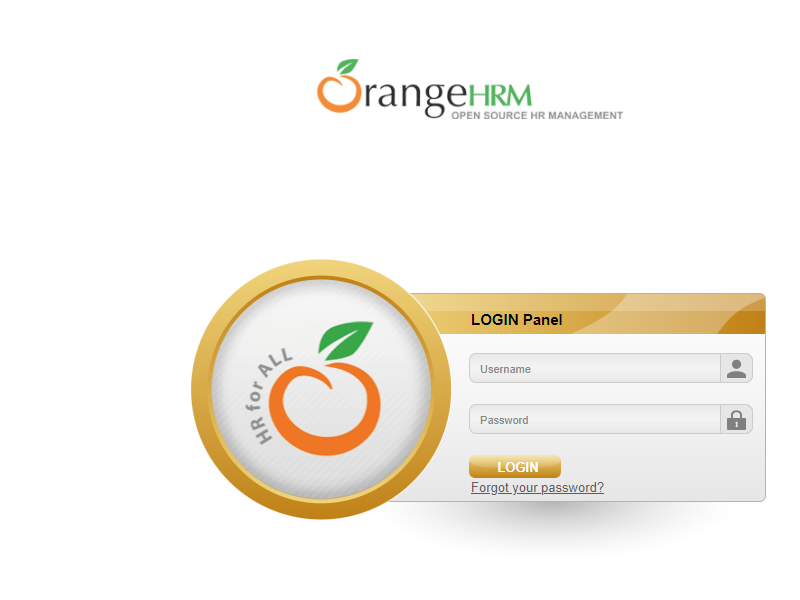 OrangeHRM
OPEN SOURCE HR MANAGEMENT
HR for ALL
LOGIN Panel
Username
Password
LOGIN
Forgot your password?